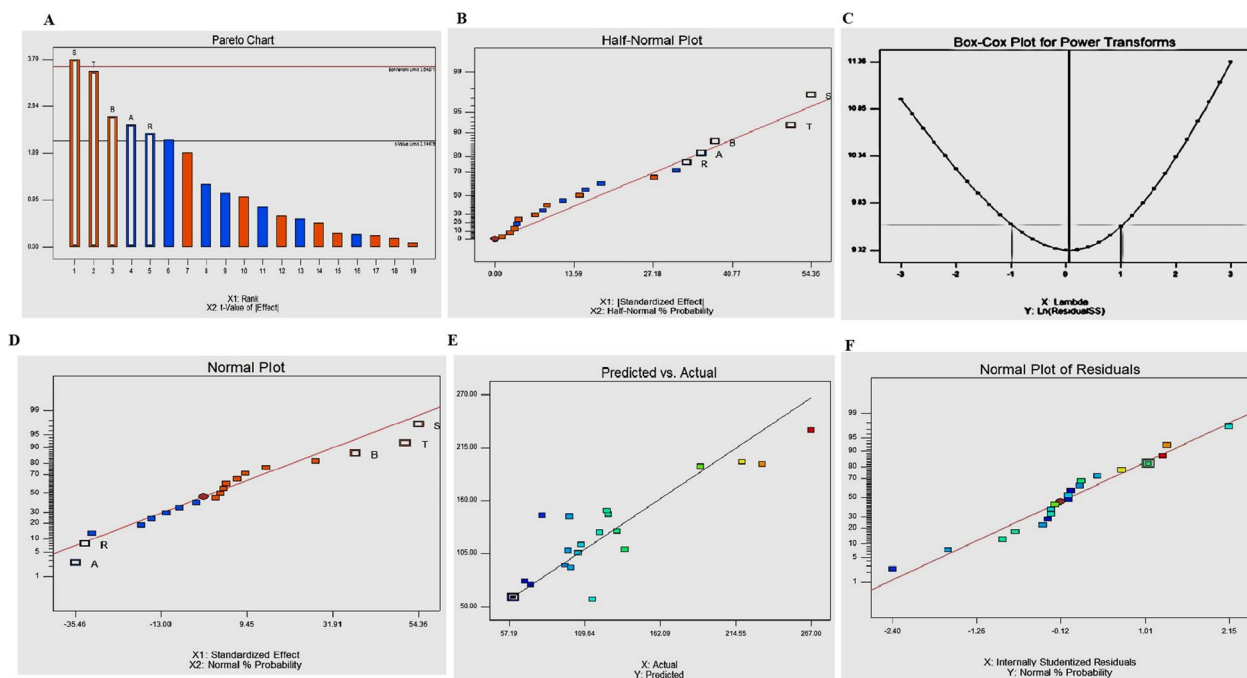 A
Pareto Chart
3.79
2.84
1.89
0.95
0.00
S
T
B
A
R
Bonferroni Limit
t-Value Limit 2.14479
1 2 3 4 5 6 7 8 9 10 11 12 13 14 15 16 17 18 19
X1: Rank
X2: t-Value of |Effect|
B
Half-Normal Plot
99
95
90
80
70
50
30
20
10
0
S
T
B
A
R
0.00 13.59 27.18 40.77 54.36
X1: |Standardized Effect|
X2: Half-Normal % Probability
C
Box-Cox Plot for Power Transforms
11.36
10.85
10.34
9.83
9.32
-3 -2 -1 0 1 2 3
X: Lambda
Y: Ln(ResidualSS)
D
Normal Plot
99
95
90
80
70
50
30
20
10
5
1
S
T
B
R
A
-35.46 -13.00 9.45 31.91 54.36
X1: Standardized Effect
X2: Normal % Probability
E
Predicted vs. Actual
270.00
215.00
160.00
105.00
50.00
57.19 109.64 162.09 214.55 267.00
X: Actual
Y: Predicted
F
Normal Plot of Residuals
99
95
90
80
70
50
30
20
10
5
1
-2.40 -1.26 -0.12 1.01 2.15
X: Internally Studentized Residuals
Y: Normal % Probability